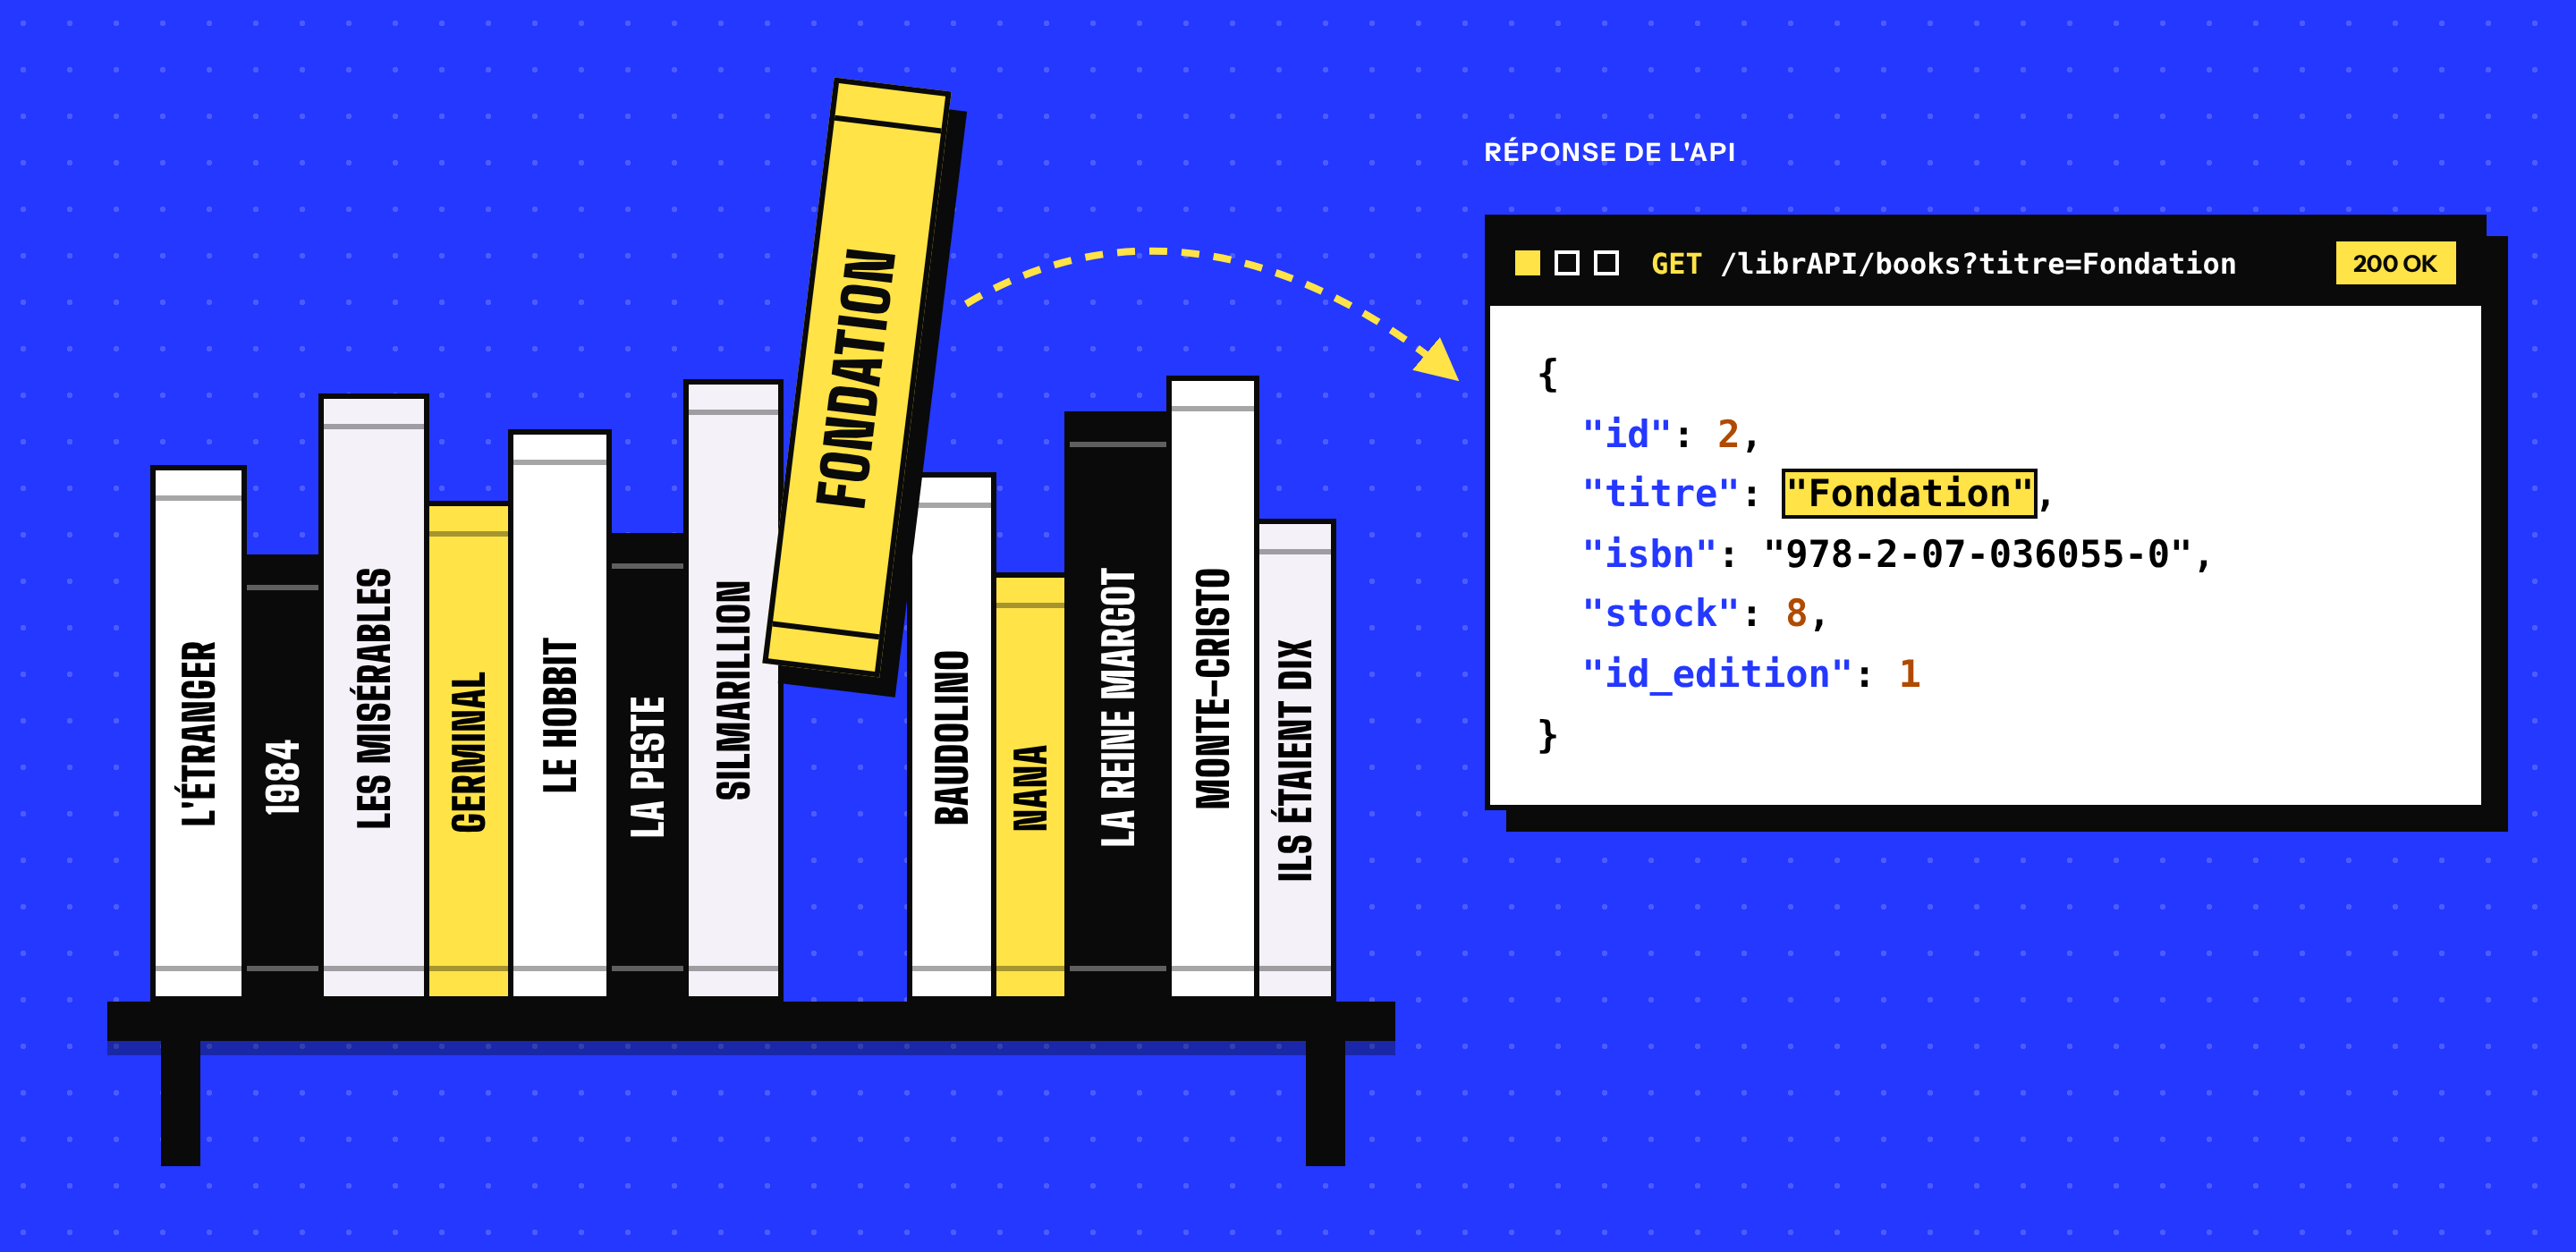 L'ÉTRANGER
1984
LES MISÉRABLES
GERMINAL
LE HOBBIT
LA PESTE
SILMARILLION
FONDATION
BAUDOLINO
NANA
LA REINE MARGOT
MONTE-CRISTO
ILS ÉTAIENT DIX
RÉPONSE DE L'API
GET /librAPI/books?titre=Fondation
200 OK
{
"id": 2,
"titre": "Fondation",
"isbn": "978-2-07-036055-0",
"stock": 8,
"id_edition": 1
}